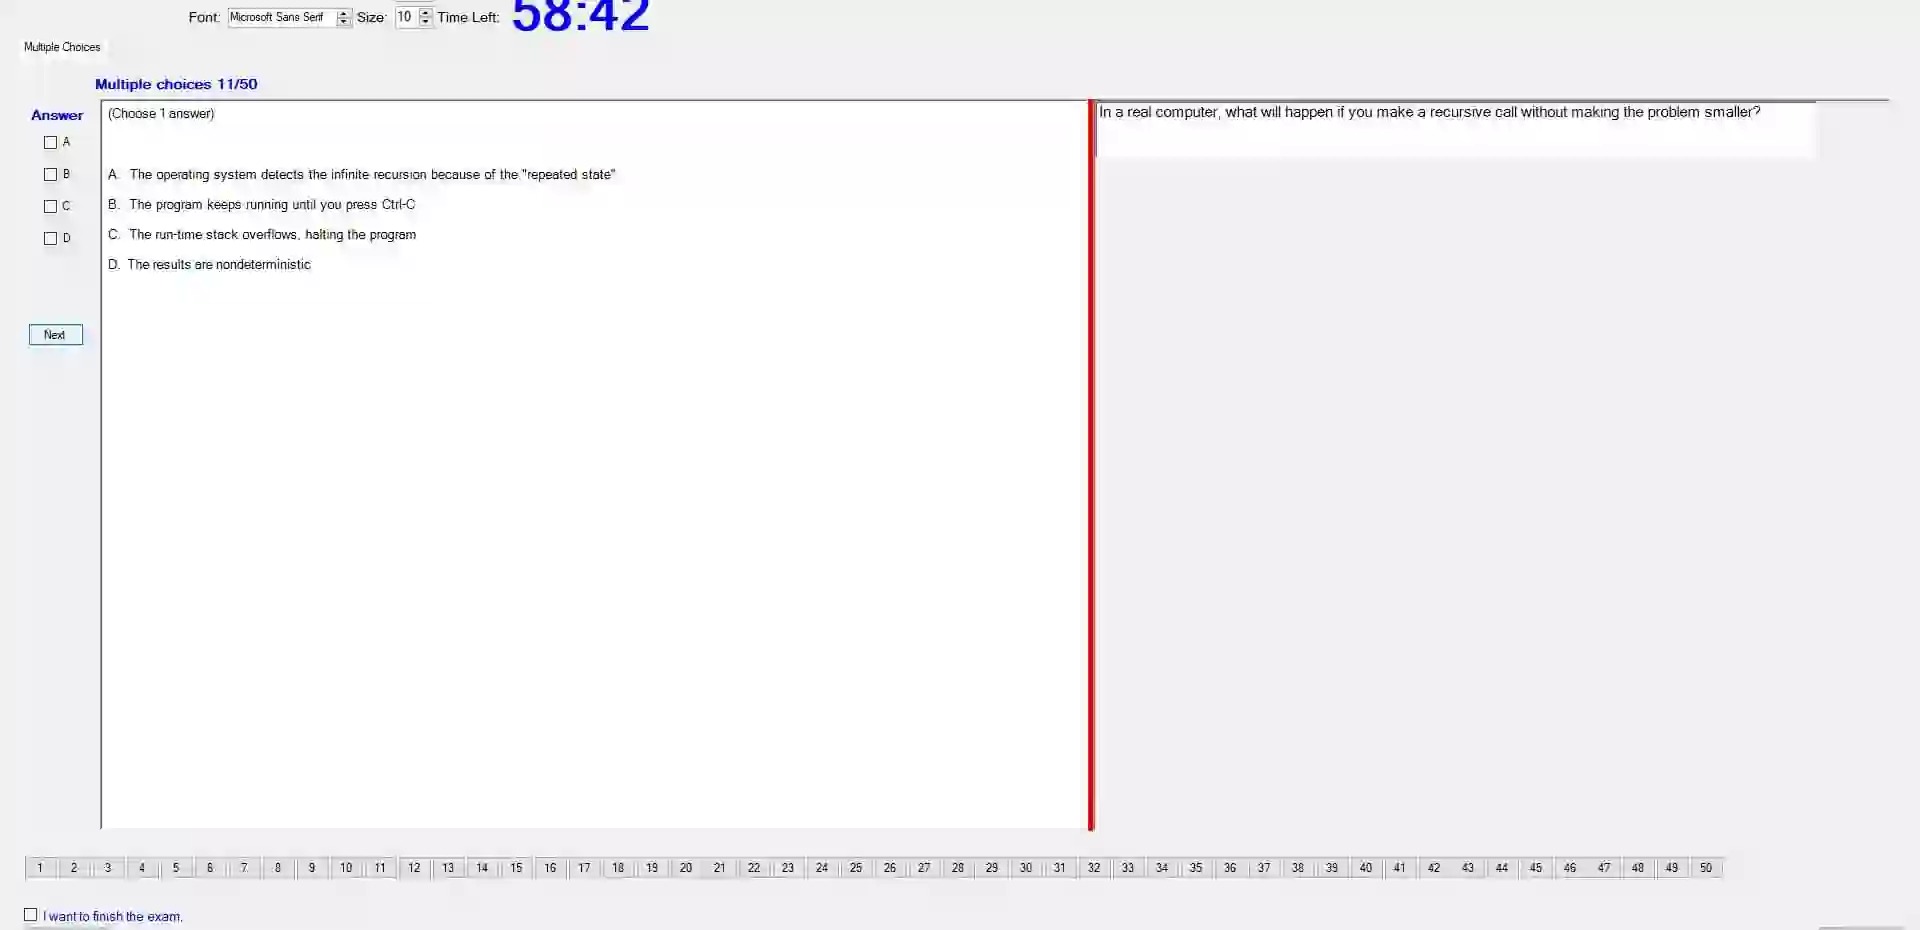 Font: Microsoft Sans Serif Size: 10 Time Left: 58:42
Multiple Choices
Multiple choices 11/50
Answer
(Choose 1 answer)
In a real computer, what will happen if you make a recursive call without making the problem smaller?
A
B
C
D
A. The operating system detects the infinite recursion because of the "repeated state"
B. The program keeps running until you press Ctrl-C
C. The run-time stack overflows, halting the program
D. The results are nondeterministic
Next
1 2 3 4 5 6 7 8 9 10 11 12 13 14 15 16 17 18 19 20 21 22 23 24 25 26 27 28 29 30 31 32 33 34 35 36 37 38 39 40 41 42 43 44 45 46 47 48 49 50
I want to finish the exam.